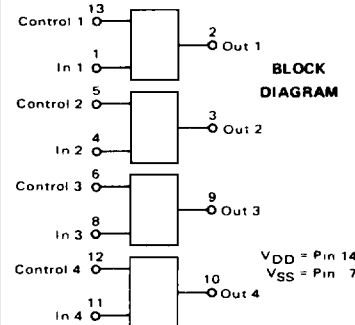 13
Control 1
2
Out 1
1
In 1
BLOCK
DIAGRAM
5
Control 2
3
Out 2
4
In 2
6
Control 3
9
Out 3
8
In 3
VDD = Pin 14
VSS = Pin 7
12
Control 4
10
Out 4
11
In 4